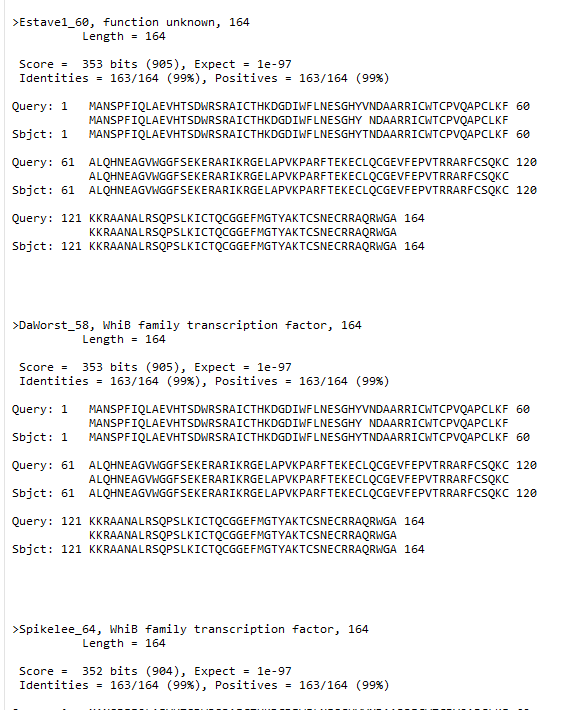 >Estave1_60, function unknown, 164
Length = 164
Score = 353 bits (905), Expect = 1e-97
Identities = 163/164 (99%), Positives = 163/164 (99%)
Query: 1 MANSPFIQLAEVHTSDWRSRAICTHKDGDIWFLNESGHYVNDAARRICWTCPVQAPCLKF 60
MANSPFIQLAEVHTSDWRSRAICTHKDGDIWFLNESGHY NDAARRICWTCPVQAPCLKF
Sbjct: 1 MANSPFIQLAEVHTSDWRSRAICTHKDGDIWFLNESGHYTNDAARRICWTCPVQAPCLKF 60
Query: 61 ALQHNEAGVWGGFSEKERARIKRGELAPVKPARFTEKECLQCGEVFEPVTRRARFCSQKC 120
ALQHNEAGVWGGFSEKERARIKRGELAPVKPARFTEKECLQCGEVFEPVTRRARFCSQKC
Sbjct: 61 ALQHNEAGVWGGFSEKERARIKRGELAPVKPARFTEKECLQCGEVFEPVTRRARFCSQKC 120
Query: 121 KKRAANALRSQPSLKICTQCGGEFMGTYAKTCSNECRRAQRWGA 164
KKRAANALRSQPSLKICTQCGGEFMGTYAKTCSNECRRAQRWGA
Sbjct: 121 KKRAANALRSQPSLKICTQCGGEFMGTYAKTCSNECRRAQRWGA 164
>DaWorst_58, WhiB family transcription factor, 164
Length = 164
Score = 353 bits (905), Expect = 1e-97
Identities = 163/164 (99%), Positives = 163/164 (99%)
Query: 1 MANSPFIQLAEVHTSDWRSRAICTHKDGDIWFLNESGHYVNDAARRICWTCPVQAPCLKF 60
MANSPFIQLAEVHTSDWRSRAICTHKDGDIWFLNESGHY NDAARRICWTCPVQAPCLKF
Sbjct: 1 MANSPFIQLAEVHTSDWRSRAICTHKDGDIWFLNESGHYTNDAARRICWTCPVQAPCLKF 60
Query: 61 ALQHNEAGVWGGFSEKERARIKRGELAPVKPARFTEKECLQCGEVFEPVTRRARFCSQKC 120
ALQHNEAGVWGGFSEKERARIKRGELAPVKPARFTEKECLQCGEVFEPVTRRARFCSQKC
Sbjct: 61 ALQHNEAGVWGGFSEKERARIKRGELAPVKPARFTEKECLQCGEVFEPVTRRARFCSQKC 120
Query: 121 KKRAANALRSQPSLKICTQCGGEFMGTYAKTCSNECRRAQRWGA 164
KKRAANALRSQPSLKICTQCGGEFMGTYAKTCSNECRRAQRWGA
Sbjct: 121 KKRAANALRSQPSLKICTQCGGEFMGTYAKTCSNECRRAQRWGA 164
>Spikelee_64, WhiB family transcription factor, 164
Length = 164
Score = 352 bits (904), Expect = 1e-97
Identities = 163/164 (99%), Positives = 163/164 (99%)